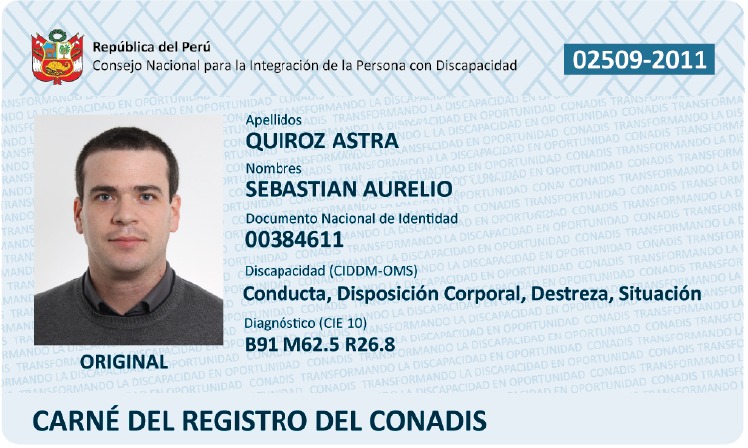 República del Perú
Consejo Nacional para la Integración de la Persona con Discapacidad
02509-2011
Apellidos
QUIROZ ASTRA
Nombres
SEBASTIAN AURELIO
Documento Nacional de Identidad
00384611
Discapacidad (CIDDM-OMS)
Conducta, Disposición Corporal, Destreza, Situación
Diagnóstico (CIE 10)
B91 M62.5 R26.8
ORIGINAL
CARNÉ DEL REGISTRO DEL CONADIS